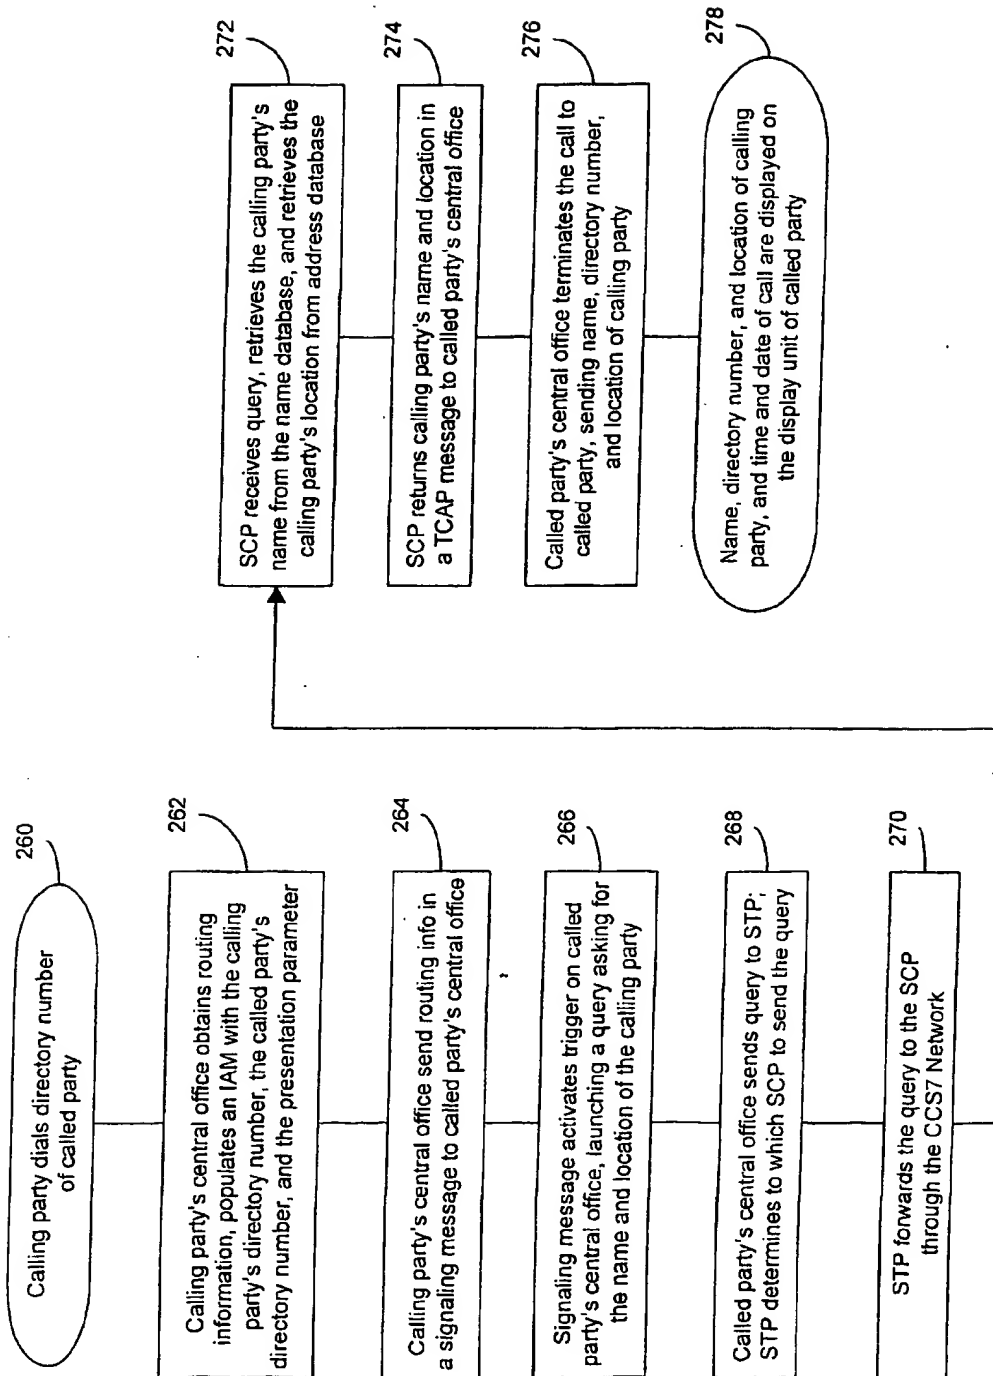 260
Calling party dials directory number
of called party
262
Calling party's central office obtains routing
information, populates an IAM with the calling
party's directory number, the called party's
directory number, and the presentation parameter
264
Calling party's central office send routing info in
a signaling message to called party's central office
266
Signaling message activates trigger on called
party's central office, launching a query asking for
the name and location of the calling party
268
Called party's central office sends query to STP;
STP determines to which SCP to send the query
270
STP forwards the query to the SCP
through the CCS7 Network
272
SCP receives query, retrieves the calling party's
name from the name database, and retrieves the
calling party's location from address database
274
SCP returns calling party's name and location in
a TCAP message to called party's central office
276
Called party's central office terminates the call to
called party, sending name, directory number,
and location of calling party
278
Name, directory number, and location of calling
party, and time and date of call are displayed on
the display unit of called party